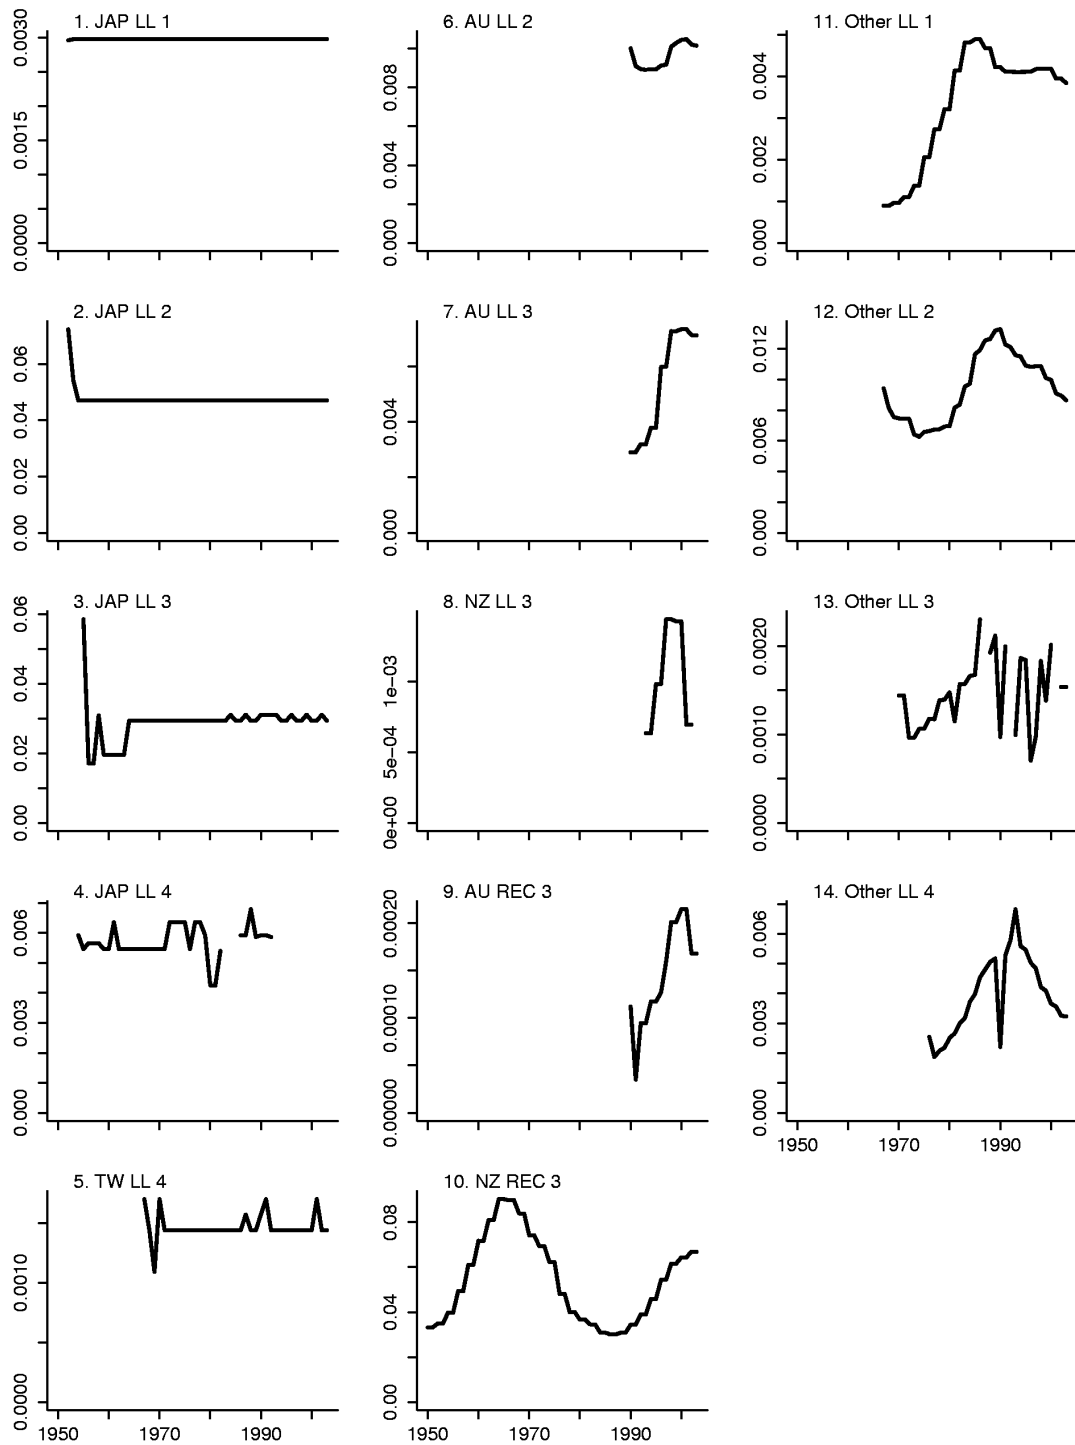 1. JAP LL 1
0.0030
0.0015
0.0000
2. JAP LL 2
0.06
0.04
0.02
0.00
3. JAP LL 3
0.06
0.04
0.02
0.00
4. JAP LL 4
0.006
0.003
0.000
5. TW LL 4
0.0010
0.0000
1950 1970 1990
6. AU LL 2
0.008
0.004
0.000
7. AU LL 3
0.004
0.000
8. NZ LL 3
1e−03
5e−04
0e+00
9. AU REC 3
0.00020
0.00010
0.00000
10. NZ REC 3
0.08
0.04
0.00
1950 1970 1990
11. Other LL 1
0.004
0.002
0.000
12. Other LL 2
0.012
0.006
0.000
13. Other LL 3
0.0020
0.0010
0.0000
14. Other LL 4
0.006
0.003
0.000
1950 1970 1990